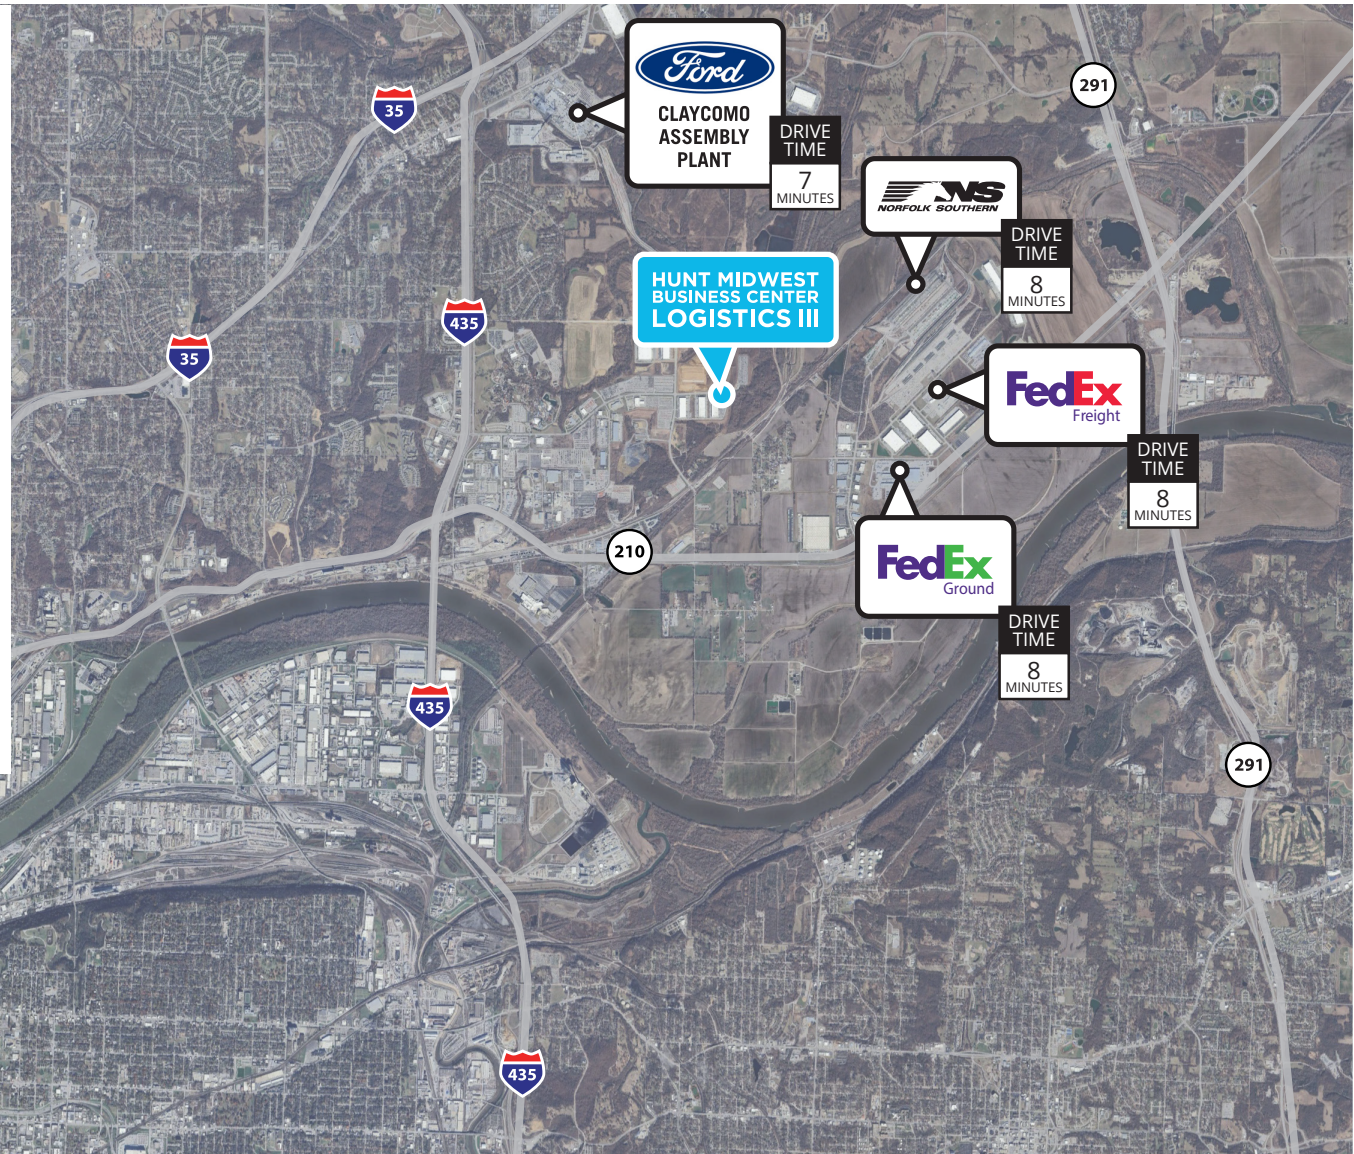 Ford
CLAYCOMO
ASSEMBLY
PLANT
DRIVE
TIME
7
MINUTES
291
35
NS
NORFOLK SOUTHERN
DRIVE
TIME
8
MINUTES
HUNT MIDWEST
BUSINESS CENTER
LOGISTICS III
435
35
FedEx
Freight
DRIVE
TIME
8
MINUTES
210
FedEx
Ground
DRIVE
TIME
8
MINUTES
435
291
435